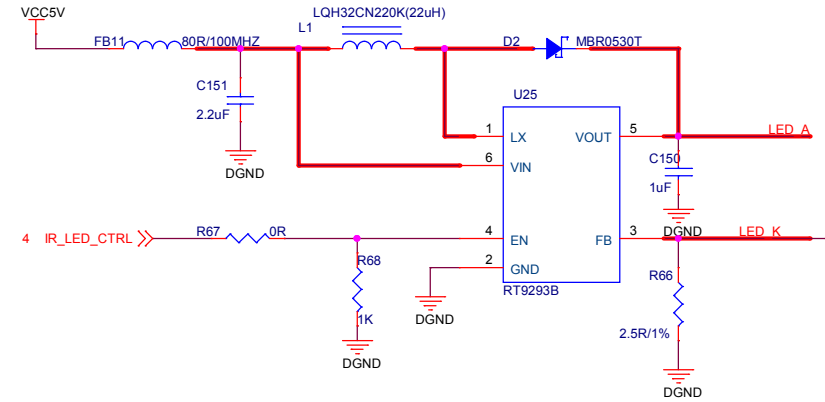 VCC5V
LQH32CN220K(22uH)
L1
FB11
80R/100MHZ
D2
MBR0530T
C151
2.2uF
DGND
U25
1
LX
VOUT
5
LED_A
6
VIN
C150
1uF
DGND
4
IR_LED_CTRL
R67
0R
4
EN
FB
3
LED_K
R68
1K
DGND
2
GND
DGND
RT9293B
R66
2.5R/1%
DGND